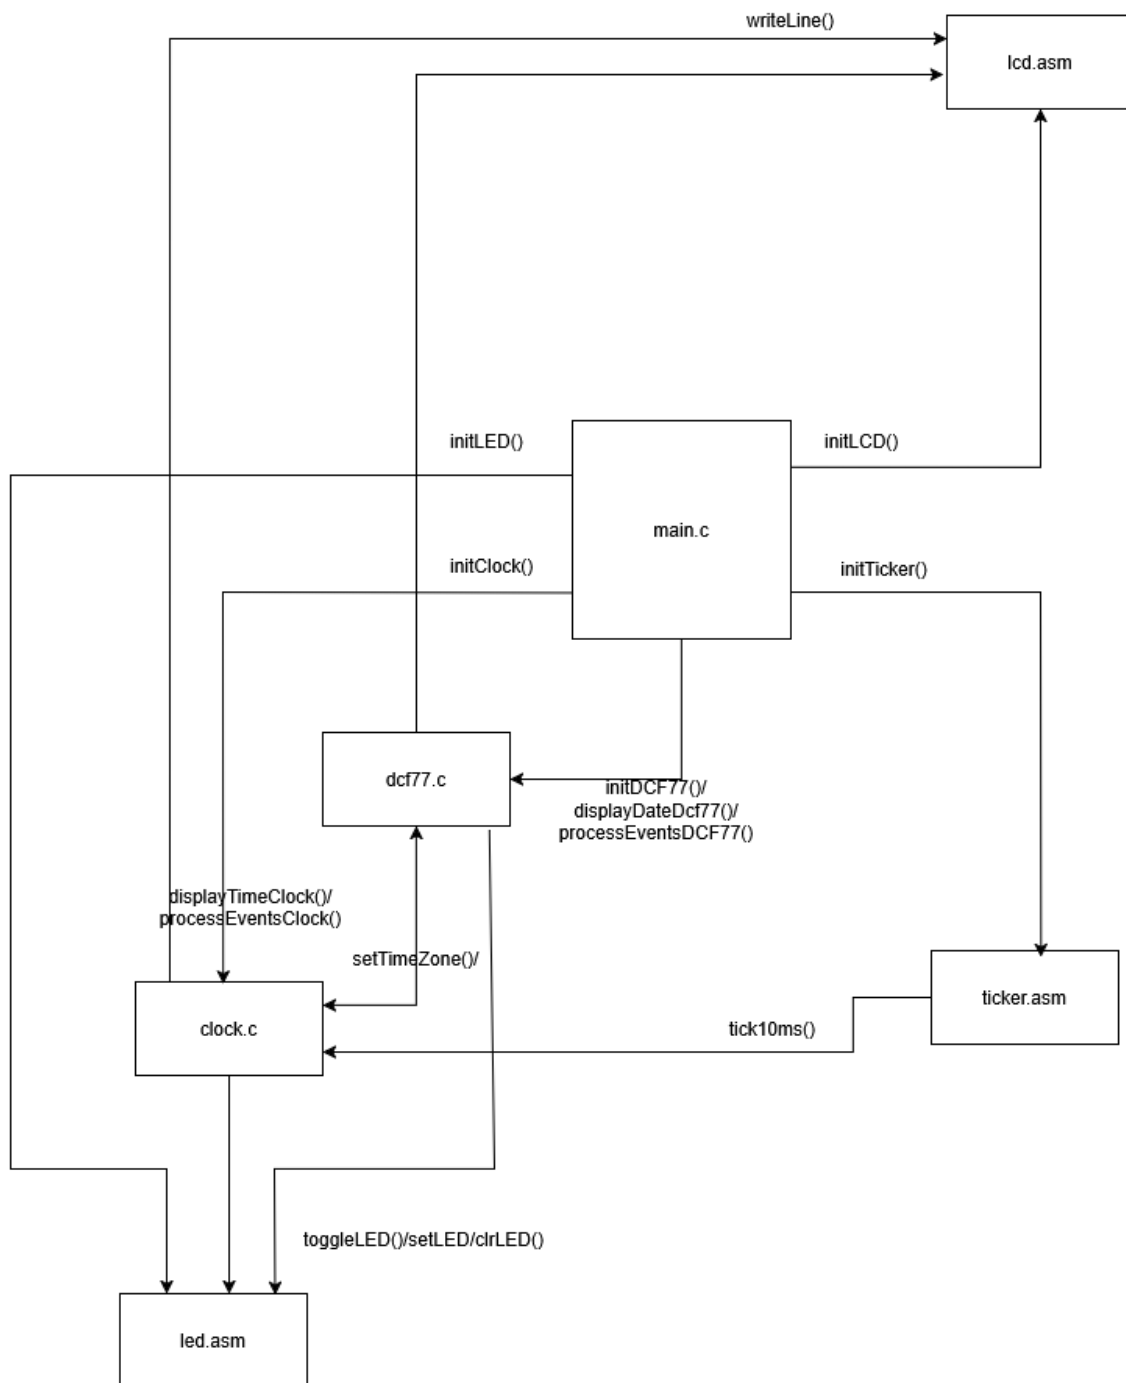 writeLine()
lcd.asm
initLED()
initLCD()
main.c
initClock()
initTicker()
dcf77.c
initDCF77()/
displayDateDcf77()/
processEventsDCF77()
displayTimeClock()/
processEventsClock()
setTimeZone()/
ticker.asm
clock.c
tick10ms()
toggleLED()/setLED/clrLED()
led.asm